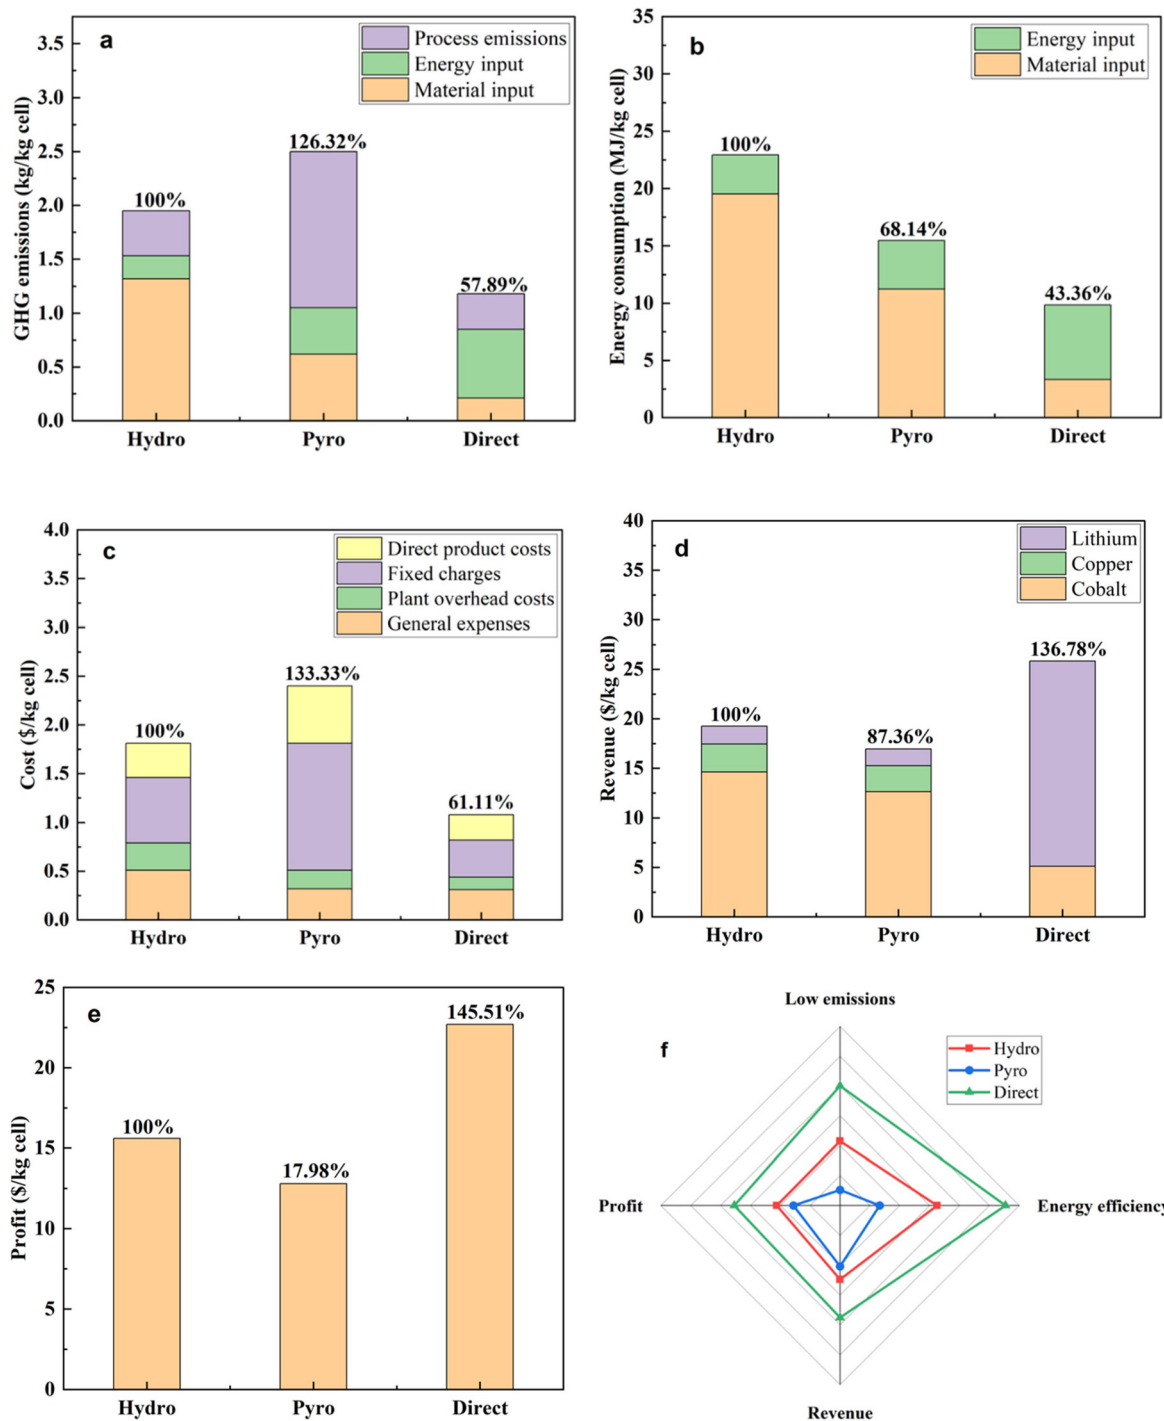 a
Process emissions
Energy input
Material input
GHG emissions (kg/kg cell)
3.5
3.0
2.5
2.0
1.5
1.0
0.5
0.0
100%
126.32%
57.89%
Hydro Pyro Direct
b
Energy input
Material input
Energy consumption (MJ/kg cell)
35
30
25
20
15
10
5
0
100%
68.14%
43.36%
Hydro Pyro Direct
c
Direct product costs
Fixed charges
Plant overhead costs
General expenses
Cost ($/kg cell)
4.0
3.5
3.0
2.5
2.0
1.5
1.0
0.5
0.0
100%
133.33%
61.11%
Hydro Pyro Direct
d
Lithium
Copper
Cobalt
Revenue ($/kg cell)
40
35
30
25
20
15
10
5
0
100%
87.36%
136.78%
Hydro Pyro Direct
e
Profit ($/kg cell)
25
20
15
10
5
0
100%
17.98%
145.51%
Hydro Pyro Direct
f
Low emissions
Hydro
Pyro
Direct
Profit
Energy efficiency
Revenue